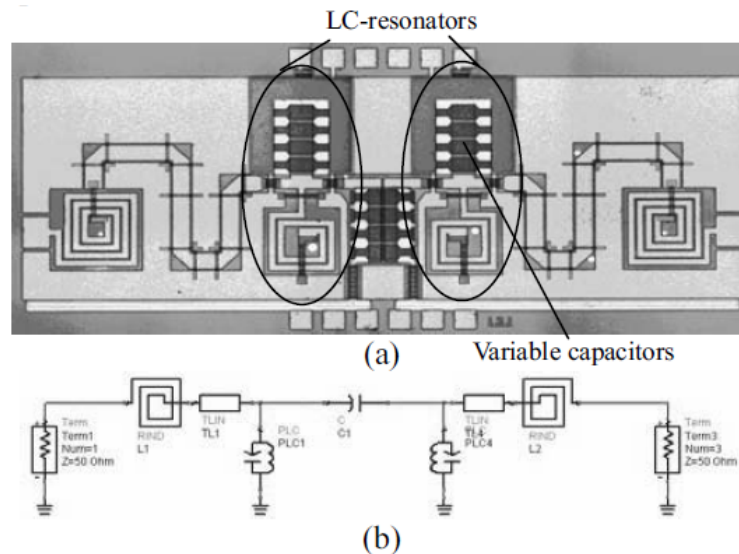 LC-resonators
(a)
Variable capacitors
Term
Term1
Num=1
Z=50 Ohm
RIND
L1
TLIN
TL1
PLC
PLC1
C
C1
TLIN
TL4
PLC4
RIND
L2
Term
Term3
Num=3
Z=50 Ohm
(b)